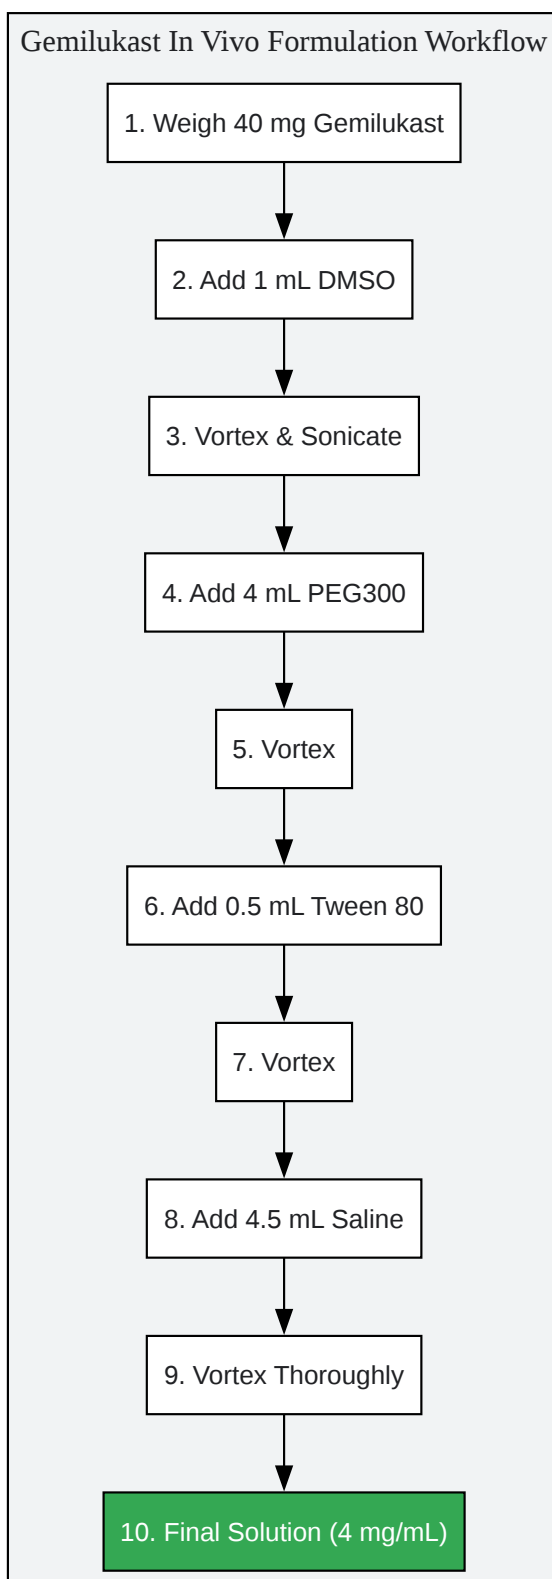 Gemilukast In Vivo Formulation Workflow
1. Weigh 40 mg Gemilukast
2. Add 1 mL DMSO
3. Vortex & Sonicate
4. Add 4 mL PEG300
5. Vortex
6. Add 0.5 mL Tween 80
7. Vortex
8. Add 4.5 mL Saline
9. Vortex Thoroughly
10. Final Solution (4 mg/mL)